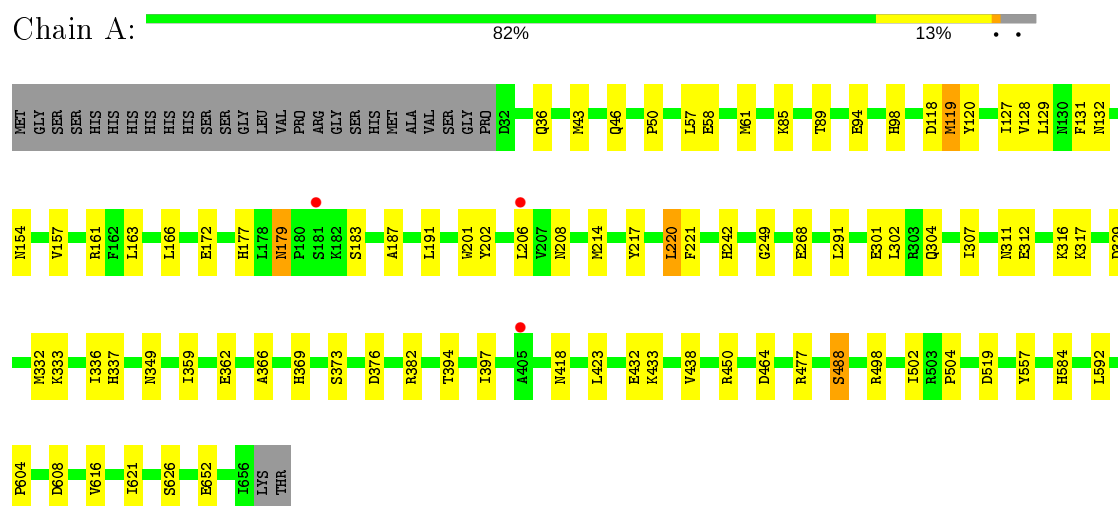 Chain A:
82% 13% • •
MET GLY SER SER HIS HIS HIS HIS HIS HIS SER SER GLY LEU VAL PRO ARG GLY SER HIS MET ALA VAL SER GLY PRO D32 Q36 M43 Q46 P50 L57 E58 M61 K85 T89 E94 H98 D118 M119 Y120 I127 V128 L129 N130 F131 N132
N154 V157 R161 F162 L163 L166 E172 H177 L178 N179 P180 S181 K182 S183 A187 L191 W201 Y202 L206 V207 N208 M214 Y217 L220 F221 H242 G249 E268 L291 E301 L302 R303 Q304 I307 N311 E312 K316 K317 D329
M332 K333 I336 H337 N349 I359 E362 A366 H369 S373 D376 R382 T394 I397 A405 N418 L423 E432 K433 V438 R450 D464 R477 S488 R498 I502 R503 P504 D519 Y557 H584 L592
P604 D608 V616 I621 S626 E652 I656 LYS THR